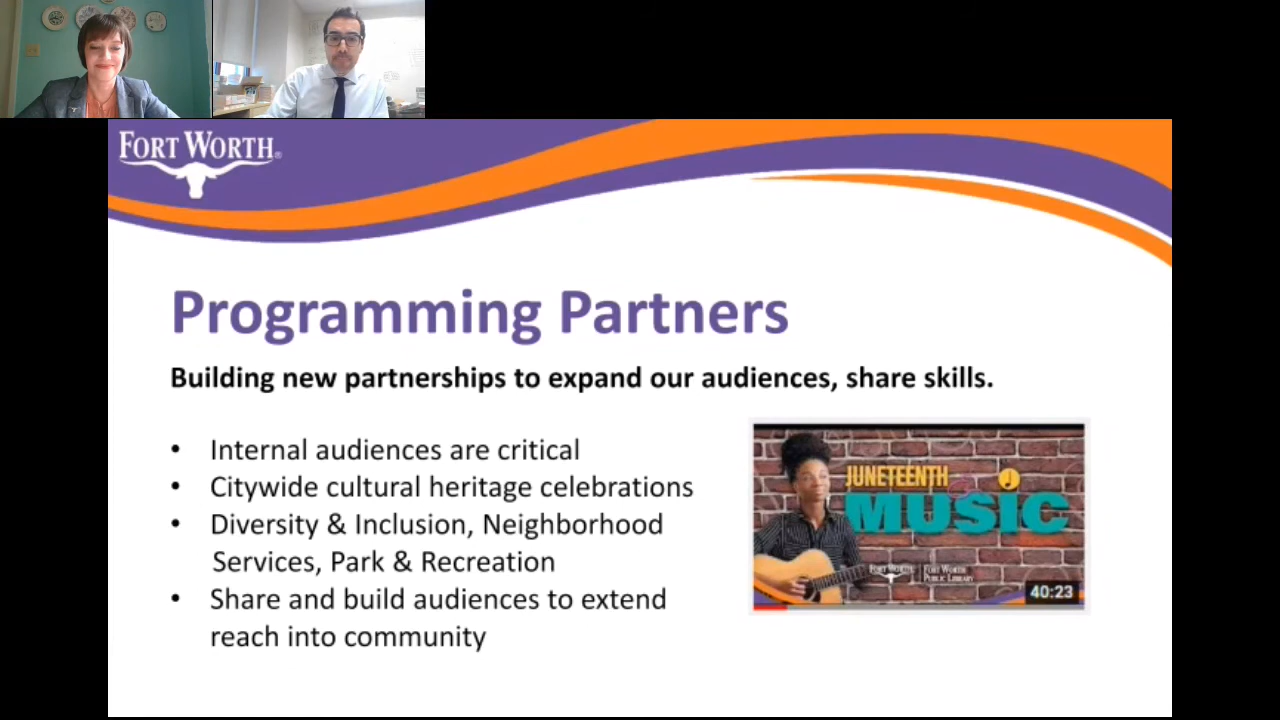 FORT WORTH®
Programming Partners
Building new partnerships to expand our audiences, share skills.
• Internal audiences are critical
• Citywide cultural heritage celebrations
• Diversity & Inclusion, Neighborhood
Services, Park & Recreation
• Share and build audiences to extend
reach into community
JUNETEENTH
MUSIC
FORT WORTH
FORT WORTH
PUBLIC LIBRARY
40:23